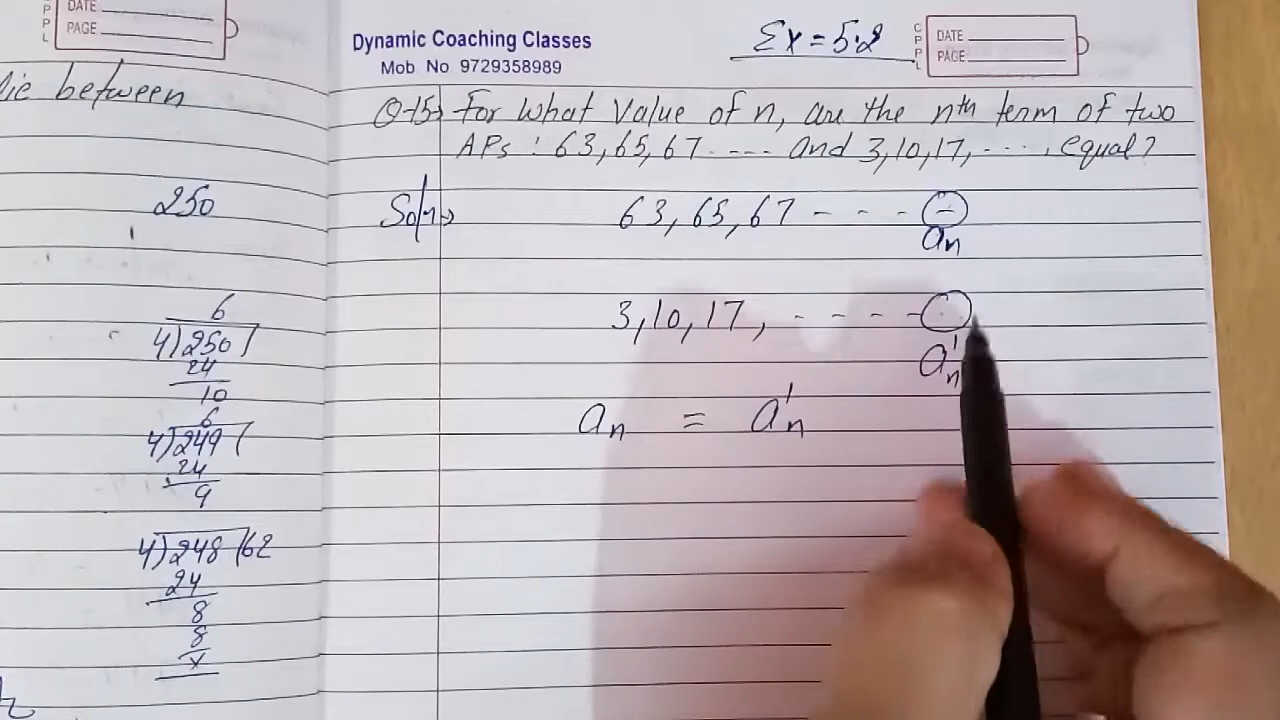 DATE
PAGE
C P P L
lie between
250
6
4)250(
24
10
6
4)249(
24
9
4)248(62
24
8
8
x
Dynamic Coaching Classes
Mob No 9729358989
Ex = 5.2
C P P L
DATE
PAGE
Q-15) For what value of n, are the nth term of two
APs : 63, 65, 67 ---- and 3, 10, 17, ---- equal?
Soln→ 63, 65, 67 - - - -
an
3, 10, 17, - - - - -
a'n
an = a'n